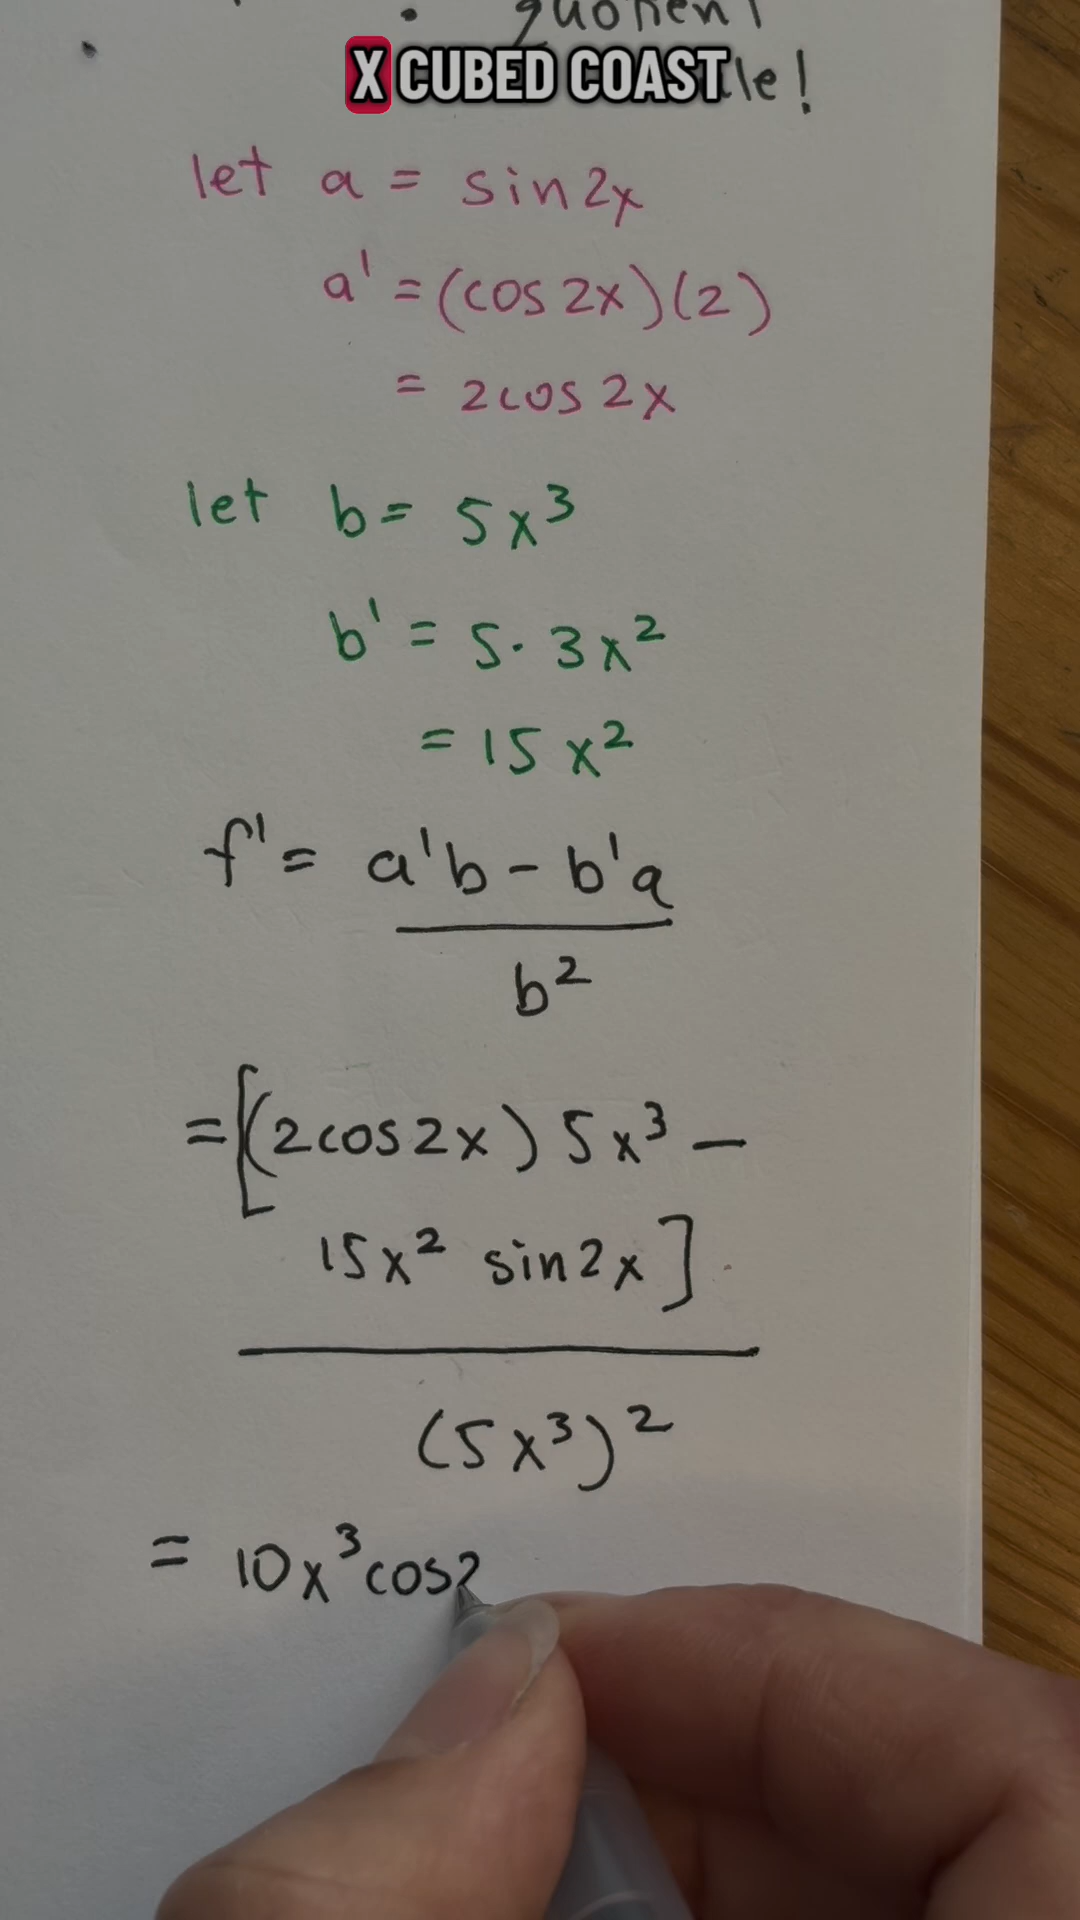 X CUBED COAST
le!
let a = sin2x
a' = (cos 2x)(2)
= 2cos 2x
let b = 5x³
b' = 5 · 3x²
= 15x²
f' = a'b - b'a
b²
= [(2cos2x) 5x³ -
15x² sin2x]
(5x³)²
= 10x³cos2